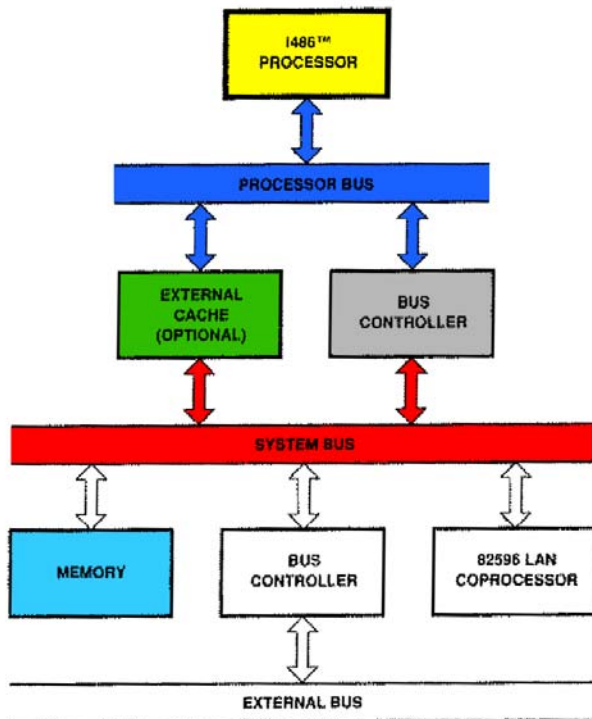 i486™
PROCESSOR
PROCESSOR BUS
EXTERNAL
CACHE
(OPTIONAL)
BUS
CONTROLLER
SYSTEM BUS
MEMORY
BUS
CONTROLLER
82596 LAN
COPROCESSOR
EXTERNAL BUS